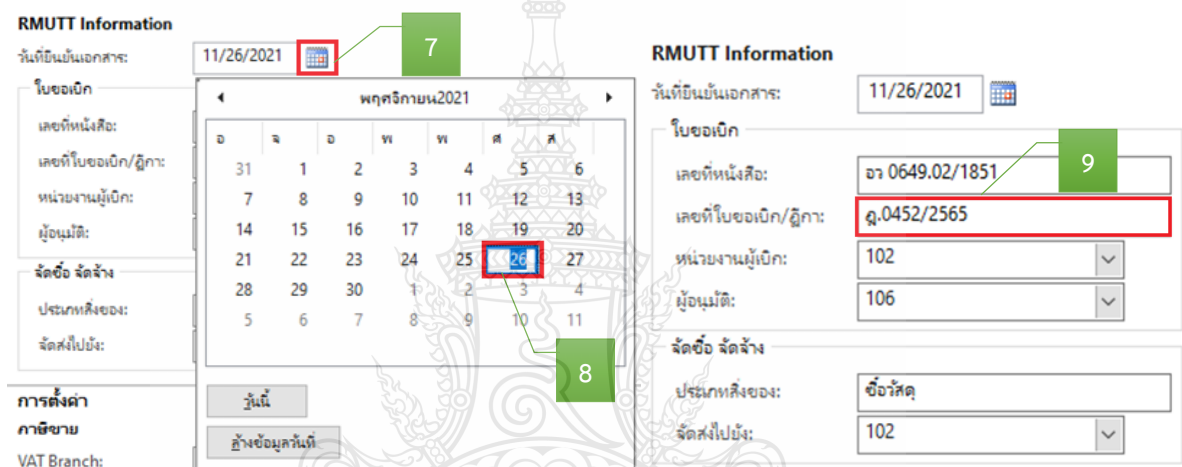 RMUTT Information
วันที่ยืนยันเอกสาร: 11/26/2021
7
ใบขอเบิก
เลขที่หนังสือ:
เลขที่ใบขอเบิก/ฎีกา:
หน่วยงานผู้เบิก:
ผู้อนุมัติ:
จัดซื้อ จัดจ้าง
ประเภทสิ่งของ:
จัดส่งไปยัง:
การตั้งค่า
ภาษีขาย
VAT Branch:
พฤศจิกายน2021
อ จ อ พ พ ศ ส
31 1 2 3 4 5 6
7 8 9 10 11 12 13
14 15 16 17 18 19 20
21 22 23 24 25 26 27
28 29 30 1 2 3 4
5 6 7 8 9 10 11
8
วันนี้
ล้างข้อมูลวันที่
RMUTT Information
วันที่ยืนยันเอกสาร: 11/26/2021
ใบขอเบิก
9
เลขที่หนังสือ: อว 0649.02/1851
เลขที่ใบขอเบิก/ฎีกา: ฎ.0452/2565
หน่วยงานผู้เบิก: 102
ผู้อนุมัติ: 106
จัดซื้อ จัดจ้าง
ประเภทสิ่งของ: ซื้อวัสดุ
จัดส่งไปยัง: 102